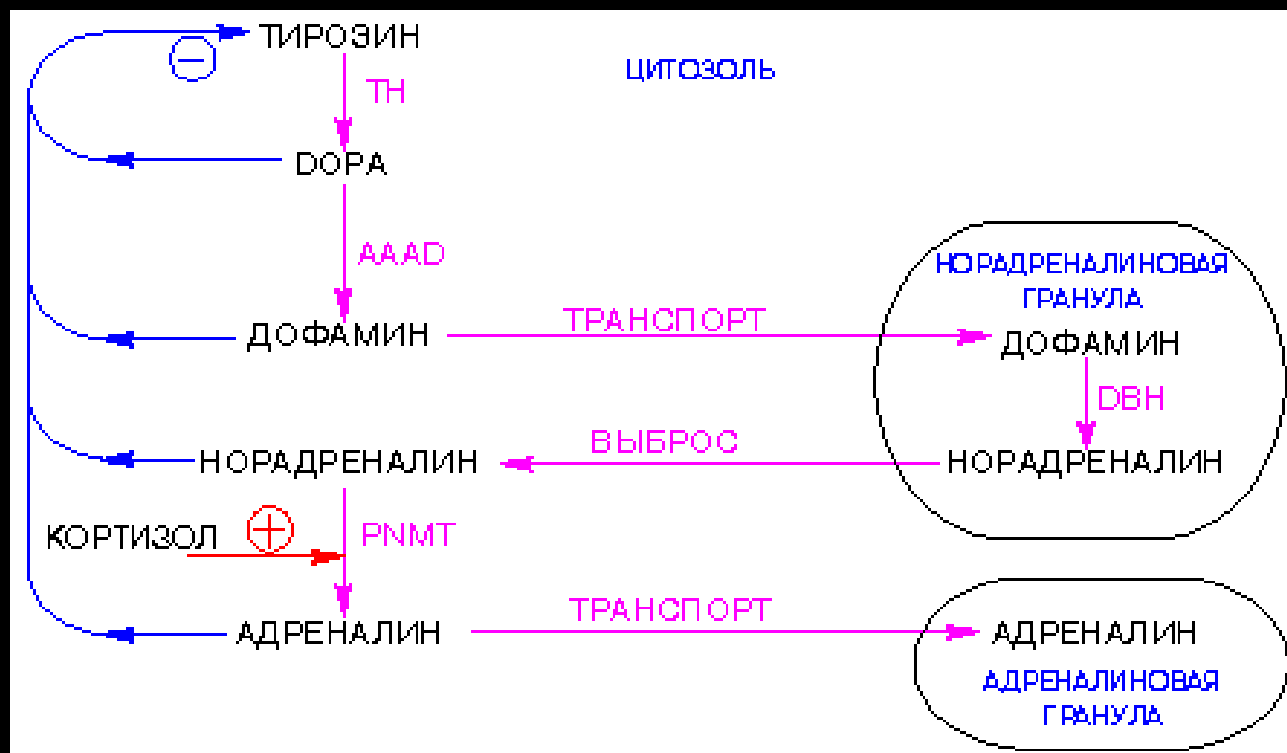 ТИРОЗИН
ЦИТОЗОЛЬ
−
TH
DOPA
AAAD
НОРАДРЕНАЛИНОВАЯ
ГРАНУЛА
ДОФАМИН
ТРАНСПОРТ
ДОФАМИН
DBH
НОРАДРЕНАЛИН
ВЫБРОС
НОРАДРЕНАЛИН
КОРТИЗОЛ
+
PNMT
АДРЕНАЛИН
ТРАНСПОРТ
АДРЕНАЛИН
АДРЕНАЛИНОВАЯ
ГРАНУЛА